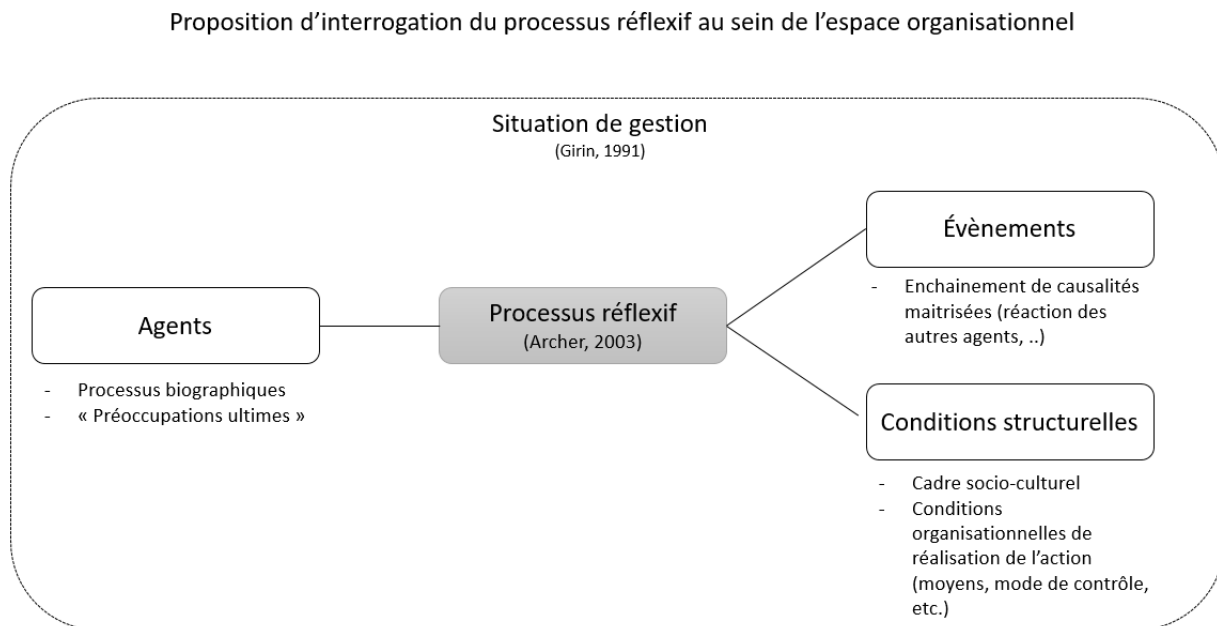 Proposition d’interrogation du processus réflexif au sein de l’espace organisationnel
Situation de gestion
(Girin, 1991)
Agents
- Processus biographiques
- « Préoccupations ultimes »
Processus réflexif
(Archer, 2003)
Évènements
- Enchainement de causalités
maitrisées (réaction des
autres agents, ..)
Conditions structurelles
- Cadre socio-culturel
- Conditions
organisationnelles de
réalisation de l’action
(moyens, mode de contrôle,
etc.)